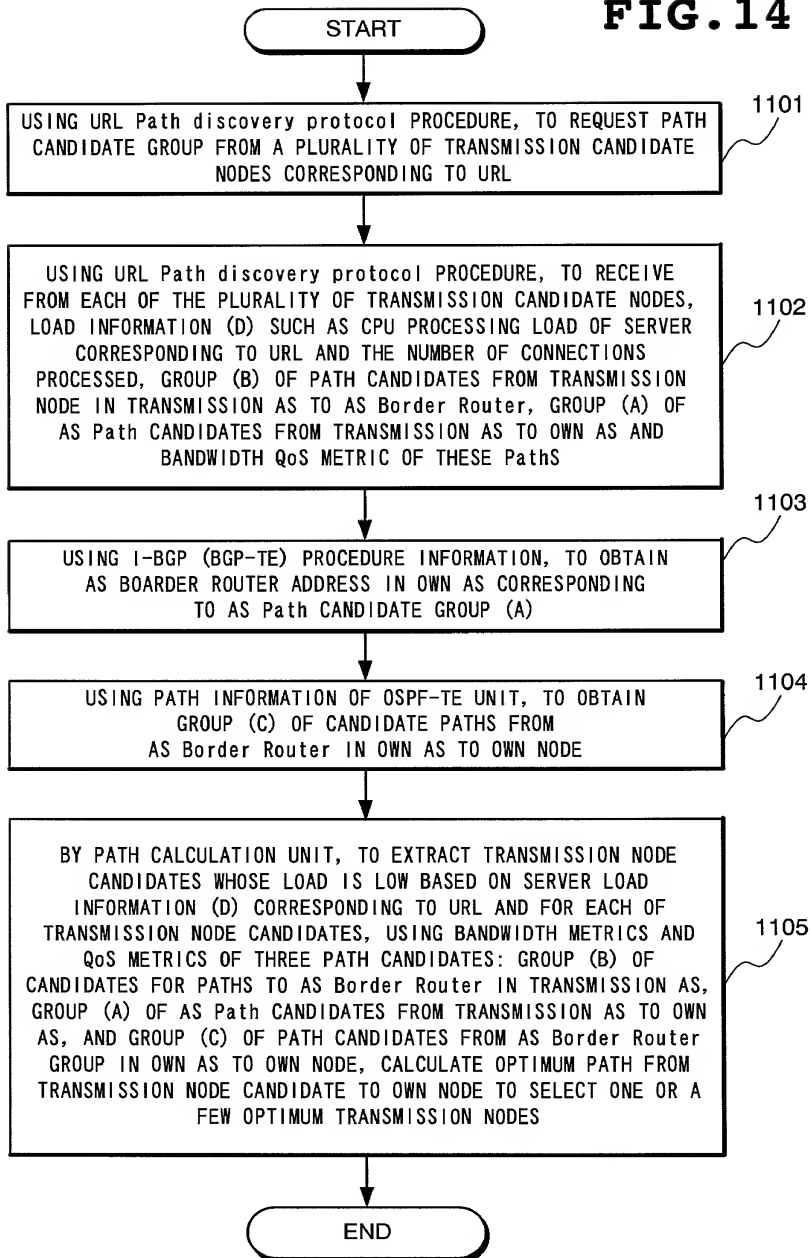 FIG.14
START
1101
USING URL Path discovery protocol PROCEDURE, TO REQUEST PATH
CANDIDATE GROUP FROM A PLURALITY OF TRANSMISSION CANDIDATE
NODES CORRESPONDING TO URL
1102
USING URL Path discovery protocol PROCEDURE, TO RECEIVE
FROM EACH OF THE PLURALITY OF TRANSMISSION CANDIDATE NODES,
LOAD INFORMATION (D) SUCH AS CPU PROCESSING LOAD OF SERVER
CORRESPONDING TO URL AND THE NUMBER OF CONNECTIONS
PROCESSED, GROUP (B) OF PATH CANDIDATES FROM TRANSMISSION
NODE IN TRANSMISSION AS TO AS Border Router, GROUP (A) OF
AS Path CANDIDATES FROM TRANSMISSION AS TO OWN AS AND
BANDWIDTH QoS METRIC OF THESE PathS
1103
USING I-BGP (BGP-TE) PROCEDURE INFORMATION, TO OBTAIN
AS BOARDER ROUTER ADDRESS IN OWN AS CORRESPONDING
TO AS Path CANDIDATE GROUP (A)
1104
USING PATH INFORMATION OF OSPF-TE UNIT, TO OBTAIN
GROUP (C) OF CANDIDATE PATHS FROM
AS Border Router IN OWN AS TO OWN NODE
1105
BY PATH CALCULATION UNIT, TO EXTRACT TRANSMISSION NODE
CANDIDATES WHOSE LOAD IS LOW BASED ON SERVER LOAD
INFORMATION (D) CORRESPONDING TO URL AND FOR EACH OF
TRANSMISSION NODE CANDIDATES, USING BANDWIDTH METRICS AND
QoS METRICS OF THREE PATH CANDIDATES: GROUP (B) OF
CANDIDATES FOR PATHS TO AS Border Router IN TRANSMISSION AS,
GROUP (A) OF AS Path CANDIDATES FROM TRANSMISSION AS TO OWN
AS, AND GROUP (C) OF PATH CANDIDATES FROM AS Border Router
GROUP IN OWN AS TO OWN NODE, CALCULATE OPTIMUM PATH FROM
TRANSMISSION NODE CANDIDATE TO OWN NODE TO SELECT ONE OR A
FEW OPTIMUM TRANSMISSION NODES
END